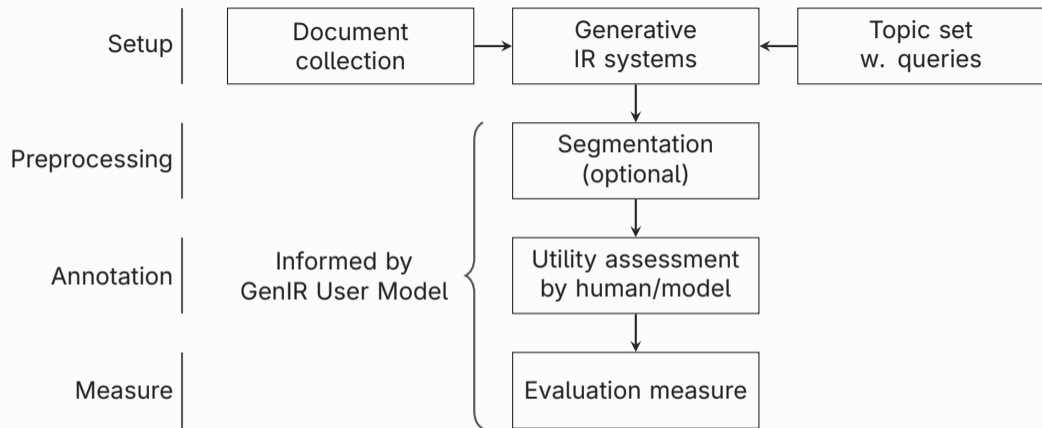 Setup
Document
collection
Generative
IR systems
Topic set
w. queries
Preprocessing
Segmentation
(optional)
Annotation
Informed by
GenIR User Model
Utility assessment
by human/model
Measure
Evaluation measure